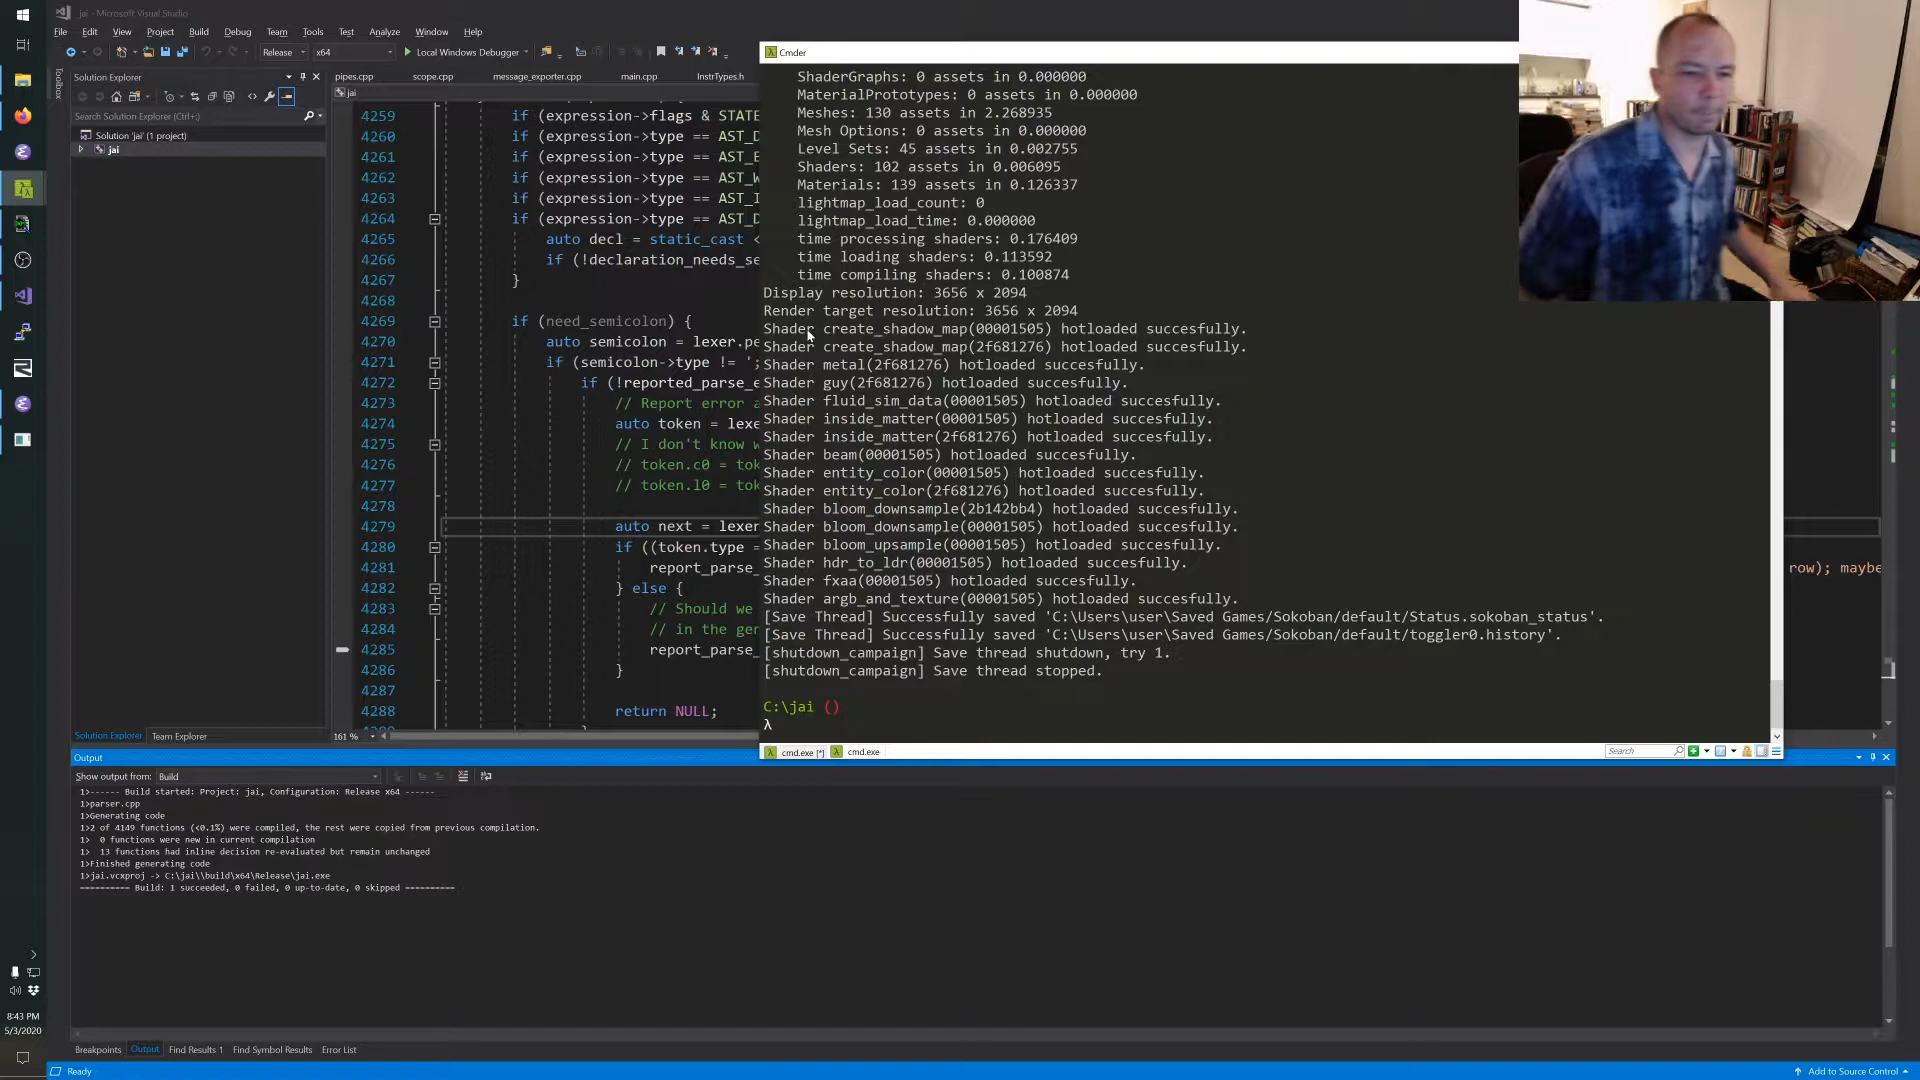 jai - Microsoft Visual Studio
File Edit View Project Build Debug Team Tools Test Analyze Window Help
Release x64 Local Windows Debugger
Toolbox
Solution Explorer
Search Solution Explorer (Ctrl+;)
Solution 'jai' (1 project)
jai
Solution Explorer Team Explorer
pipes.cpp scope.cpp message_exporter.cpp main.cpp InstrTypes.h
jai
4259 if (expression->flags & STATE
4260 if (expression->type == AST_D
4261 if (expression->type == AST_E
4262 if (expression->type == AST_W
4263 if (expression->type == AST_I
4264 if (expression->type == AST_D
4265 auto decl = static_cast <
4266 if (!declaration_needs_se
4267 }
4268
4269 if (need_semicolon) {
4270 auto semicolon = lexer.pe
4271 if (semicolon->type != ';
4272 if (!reported_parse_e
4273 // Report error a
4274 auto token = lexe
4275 // I don't know w
4276 // token.c0 = tok
4277 // token.l0 = tok
4278
4279 auto next = lexer
4280 if ((token.type =
4281 report_parse_
4282 } else {
4283 // Should we
4284 // in the ger
4285 report_parse_
4286 }
4287
4288 return NULL;
161 %
row); maybe
Cmder
ShaderGraphs: 0 assets in 0.000000
MaterialPrototypes: 0 assets in 0.000000
Meshes: 130 assets in 2.268935
Mesh Options: 0 assets in 0.000000
Level Sets: 45 assets in 0.002755
Shaders: 102 assets in 0.006095
Materials: 139 assets in 0.126337
lightmap_load_count: 0
lightmap_load_time: 0.000000
time processing shaders: 0.176409
time loading shaders: 0.113592
time compiling shaders: 0.100874
Display resolution: 3656 x 2094
Render target resolution: 3656 x 2094
Shader create_shadow_map(00001505) hotloaded succesfully.
Shader create_shadow_map(2f681276) hotloaded succesfully.
Shader metal(2f681276) hotloaded succesfully.
Shader guy(2f681276) hotloaded succesfully.
Shader fluid_sim_data(00001505) hotloaded succesfully.
Shader inside_matter(00001505) hotloaded succesfully.
Shader inside_matter(2f681276) hotloaded succesfully.
Shader beam(00001505) hotloaded succesfully.
Shader entity_color(00001505) hotloaded succesfully.
Shader entity_color(2f681276) hotloaded succesfully.
Shader bloom_downsample(2b142bb4) hotloaded succesfully.
Shader bloom_downsample(00001505) hotloaded succesfully.
Shader bloom_upsample(00001505) hotloaded succesfully.
Shader hdr_to_ldr(00001505) hotloaded succesfully.
Shader fxaa(00001505) hotloaded succesfully.
Shader argb_and_texture(00001505) hotloaded succesfully.
[Save Thread] Successfully saved 'C:\Users\user\Saved Games/Sokoban/default/Status.sokoban_status'.
[Save Thread] Successfully saved 'C:\Users\user\Saved Games/Sokoban/default/toggler0.history'.
[shutdown_campaign] Save thread shutdown, try 1.
[shutdown_campaign] Save thread stopped.
C:\jai ()
λ
cmd.exe [*] cmd.exe
Search
Output
Show output from: Build
1>------ Build started: Project: jai, Configuration: Release x64 ------
1>parser.cpp
1>Generating code
1>2 of 4149 functions (<0.1%) were compiled, the rest were copied from previous compilation.
1> 0 functions were new in current compilation
1> 13 functions had inline decision re-evaluated but remain unchanged
1>Finished generating code
1>jai.vcxproj -> C:\jai\\build\x64\Release\jai.exe
========== Build: 1 succeeded, 0 failed, 0 up-to-date, 0 skipped ==========
Breakpoints Output Find Results 1 Find Symbol Results Error List
Ready
Add to Source Control
8:43 PM
5/3/2020